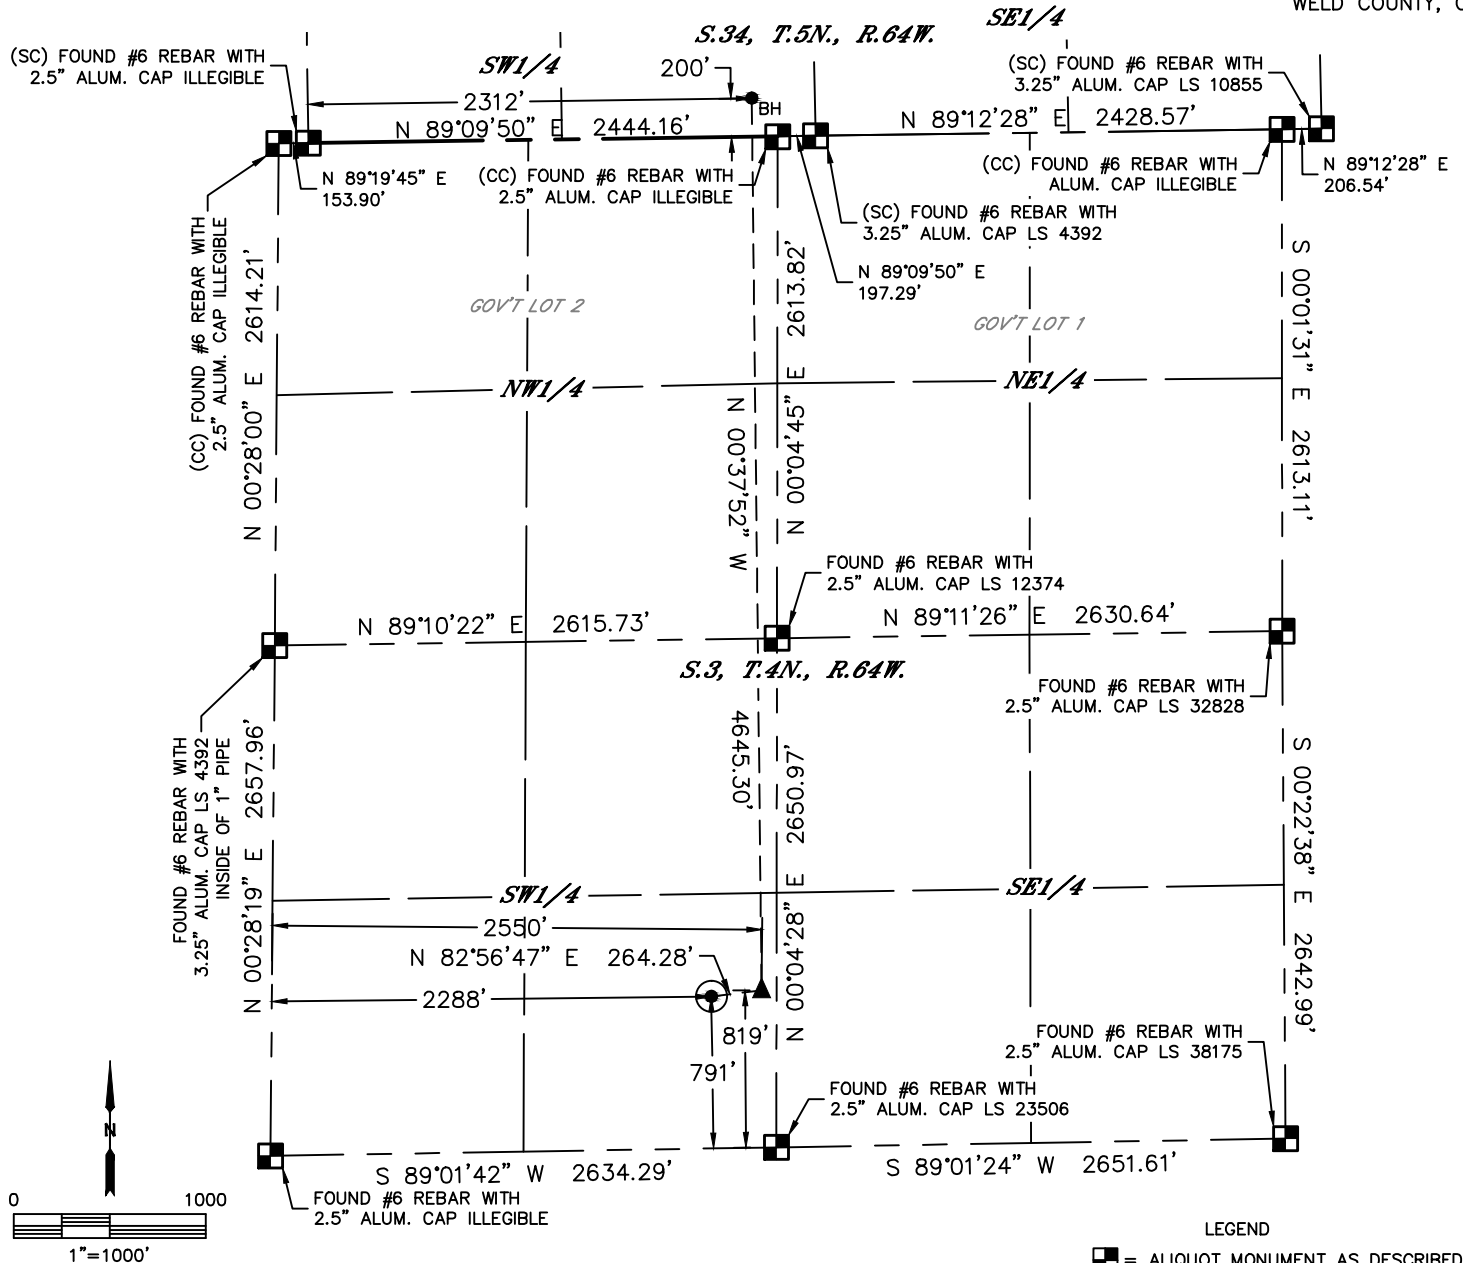 WELD COUNTY, C
SE1/4
S.34, T.5N., R.64W.
(SC) FOUND #6 REBAR WITH
2.5" ALUM. CAP ILLEGIBLE
SW1/4
200'
(SC) FOUND #6 REBAR WITH
3.25" ALUM. CAP LS 10855
2312'
BH
N 89°09'50" E 2444.16'
N 89°12'28" E 2428.57'
N 89°19'45" E
153.90'
(CC) FOUND #6 REBAR WITH
2.5" ALUM. CAP ILLEGIBLE
(CC) FOUND #6 REBAR WITH
ALUM. CAP ILLEGIBLE
N 89°12'28" E
206.54'
(SC) FOUND #6 REBAR WITH
3.25" ALUM. CAP LS 4392
(CC) FOUND #6 REBAR WITH
2.5" ALUM. CAP ILLEGIBLE
N 00°28'00" E 2614.21'
N 89°09'50" E
197.29'
GOV'T LOT 2
GOV'T LOT 1
N 00°04'45" E 2613.82'
S 00°01'31" E 2613.11'
NW1/4
NE1/4
N 00°37'52" W 4645.30'
FOUND #6 REBAR WITH
2.5" ALUM. CAP LS 12374
N 89°10'22" E 2615.73'
N 89°11'26" E 2630.64'
S.3, T.4N., R.64W.
FOUND #6 REBAR WITH
2.5" ALUM. CAP LS 32828
FOUND #6 REBAR WITH
3.25" ALUM. CAP LS 4392
INSIDE OF 1" PIPE
N 00°28'19" E 2657.96'
N 00°04'28" E 2650.97'
S 00°22'38" E 2642.99'
SW1/4
SE1/4
2550'
N 82°56'47" E 264.28'
2288'
819'
791'
FOUND #6 REBAR WITH
2.5" ALUM. CAP LS 38175
FOUND #6 REBAR WITH
2.5" ALUM. CAP LS 23506
N
S 89°01'42" W 2634.29'
S 89°01'24" W 2651.61'
FOUND #6 REBAR WITH
2.5" ALUM. CAP ILLEGIBLE
0 1000
1"=1000'
LEGEND
= ALIQUOT MONUMENT AS DESCRIBED